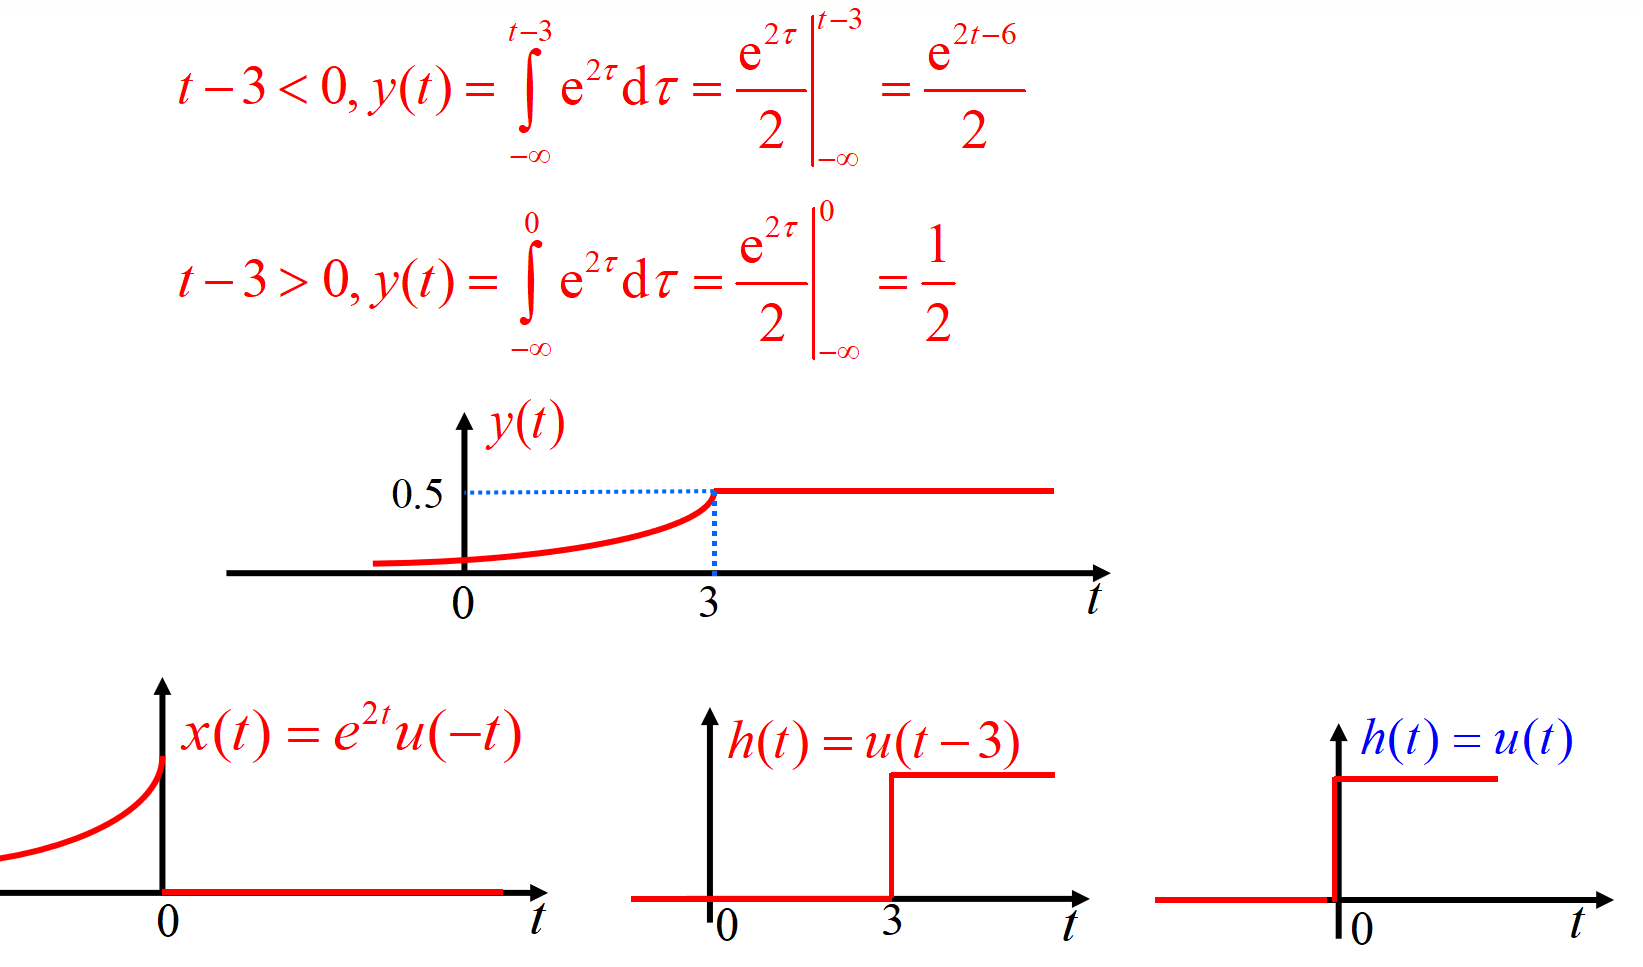 t − 3 < 0, y(t) = ∫_{−∞}^{t−3} e^{2τ} dτ = e^{2τ}/2 |_{−∞}^{t−3} = e^{2t−6}/2
t − 3 > 0, y(t) = ∫_{−∞}^{0} e^{2τ} dτ = e^{2τ}/2 |_{−∞}^{0} = 1/2
y(t)
0.5
0 3 t
x(t) = e^{2t}u(−t)
0 t
h(t) = u(t − 3)
0 3 t
h(t) = u(t)
0 t